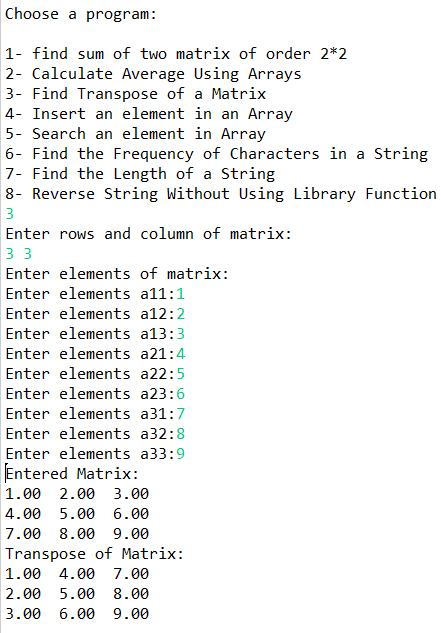 Choose a program:
1- find sum of two matrix of order 2*2
2- Calculate Average Using Arrays
3- Find Transpose of a Matrix
4- Insert an element in an Array
5- Search an element in Array
6- Find the Frequency of Characters in a String
7- Find the Length of a String
8- Reverse String Without Using Library Function
3
Enter rows and column of matrix:
3 3
Enter elements of matrix:
Enter elements a11:1
Enter elements a12:2
Enter elements a13:3
Enter elements a21:4
Enter elements a22:5
Enter elements a23:6
Enter elements a31:7
Enter elements a32:8
Enter elements a33:9
Entered Matrix:
1.00  2.00  3.00
4.00  5.00  6.00
7.00  8.00  9.00
Transpose of Matrix:
1.00  4.00  7.00
2.00  5.00  8.00
3.00  6.00  9.00